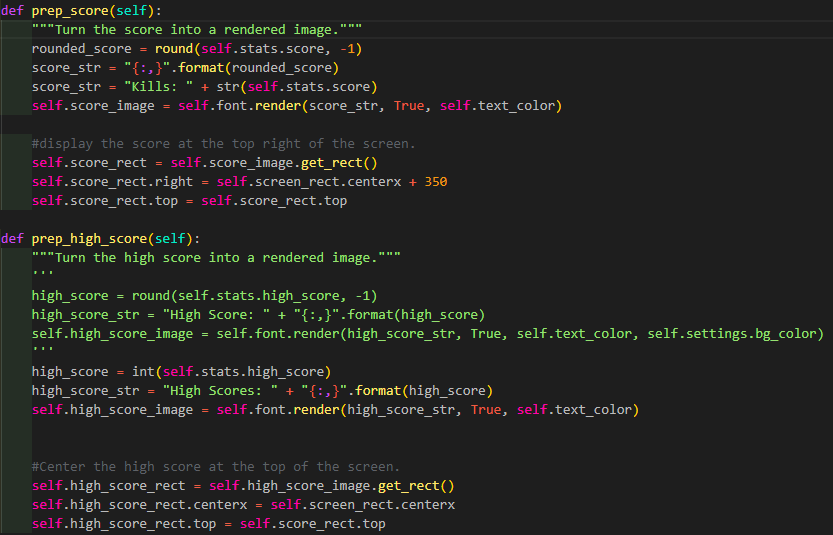 def prep_score(self):
    """Turn the score into a rendered image."""
    rounded_score = round(self.stats.score, -1)
    score_str = "{:,}".format(rounded_score)
    score_str = "Kills: " + str(self.stats.score)
    self.score_image = self.font.render(score_str, True, self.text_color)

    #display the score at the top right of the screen.
    self.score_rect = self.score_image.get_rect()
    self.score_rect.right = self.screen_rect.centerx + 350
    self.score_rect.top = self.score_rect.top

def prep_high_score(self):
    """Turn the high score into a rendered image."""
    '''
    high_score = round(self.stats.high_score, -1)
    high_score_str = "High Score: " + "{:,}".format(high_score)
    self.high_score_image = self.font.render(high_score_str, True, self.text_color, self.settings.bg_color)
    '''
    high_score = int(self.stats.high_score)
    high_score_str = "High Scores: " + "{:,}".format(high_score)
    self.high_score_image = self.font.render(high_score_str, True, self.text_color)


    #Center the high score at the top of the screen.
    self.high_score_rect = self.high_score_image.get_rect()
    self.high_score_rect.centerx = self.screen_rect.centerx
    self.high_score_rect.top = self.score_rect.top